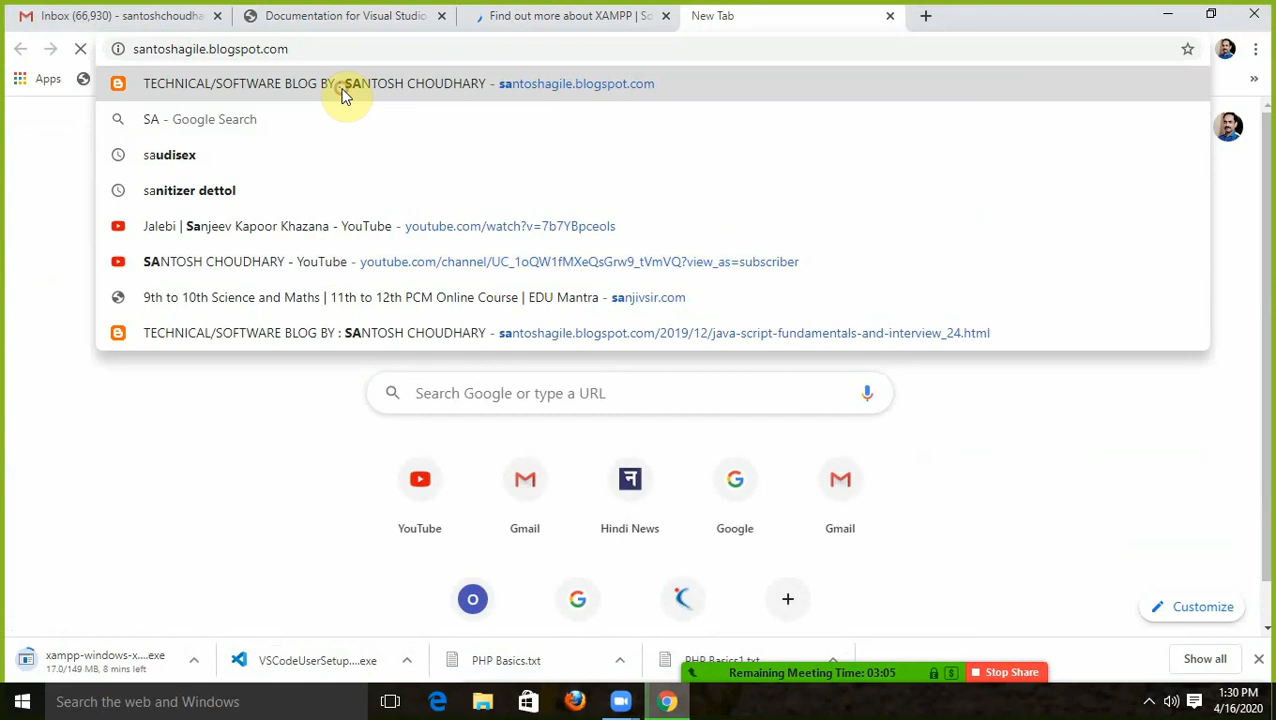 Inbox (66,930) - santoshchoudha
Documentation for Visual Studio
Find out more about XAMPP | So
New Tab
santoshagile.blogspot.com
Apps
»
TECHNICAL/SOFTWARE BLOG BY : SANTOSH CHOUDHARY - santoshagile.blogspot.com
SA - Google Search
saudisex
sanitizer dettol
Jalebi | Sanjeev Kapoor Khazana - YouTube - youtube.com/watch?v=7b7YBpceols
SANTOSH CHOUDHARY - YouTube - youtube.com/channel/UC_1oQW1fMXeQsGrw9_tVmVQ?view_as=subscriber
9th to 10th Science and Maths | 11th to 12th PCM Online Course | EDU Mantra - sanjivsir.com
TECHNICAL/SOFTWARE BLOG BY : SANTOSH CHOUDHARY - santoshagile.blogspot.com/2019/12/java-script-fundamentals-and-interview_24.html
Search Google or type a URL
न
YouTube
Gmail
Hindi News
Google
Gmail
O
Customize
xampp-windows-x....exe
17.0/149 MB, 8 mins left
VSCodeUserSetup....exe
PHP Basics.txt
PHP Basics1.txt
Show all
Remaining Meeting Time: 03:05
Stop Share
Search the web and Windows
1:30 PM
4/16/2020